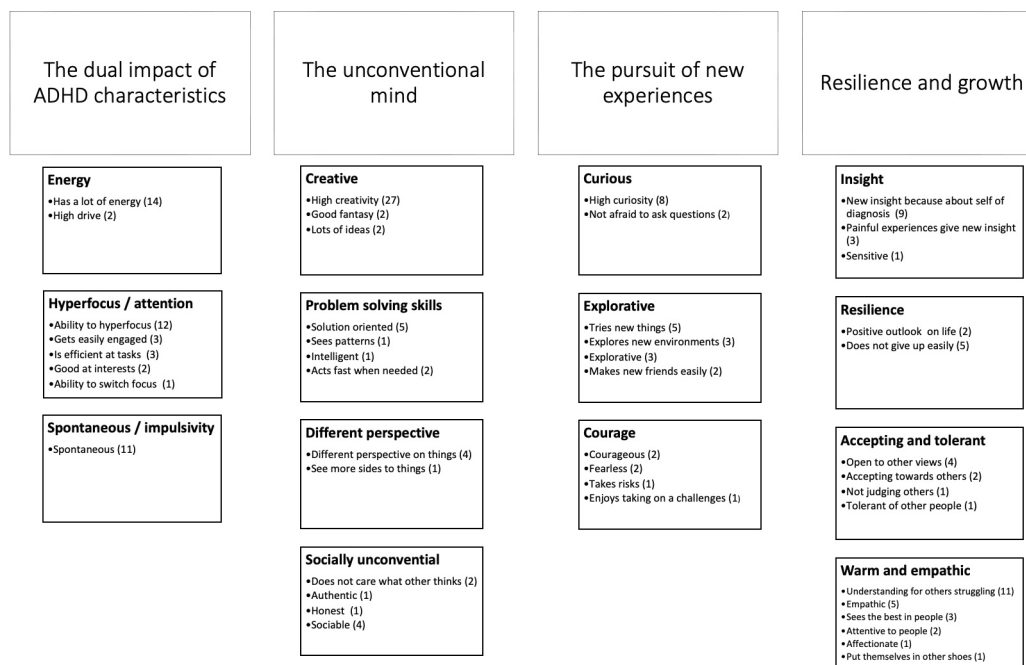 The dual impact of
ADHD characteristics
Energy
•Has a lot of energy (14)
•High drive (2)
Hyperfocus / attention
•Ability to hyperfocus (12)
•Gets easily engaged (3)
•Is efficient at tasks (3)
•Good at interests (2)
•Ability to switch focus (1)
Spontaneous / impulsivity
•Spontaneous (11)
The unconventional
mind
Creative
•High creativity (27)
•Good fantasy (2)
•Lots of ideas (2)
Problem solving skills
•Solution oriented (5)
•Sees patterns (1)
•Intelligent (1)
•Acts fast when needed (2)
Different perspective
•Different perspective on things (4)
•See more sides to things (1)
Socially unconvential
•Does not care what other thinks (2)
•Authentic (1)
•Honest (1)
•Sociable (4)
The pursuit of new
experiences
Curious
•High curiosity (8)
•Not afraid to ask questions (2)
Explorative
•Tries new things (5)
•Explores new environments (3)
•Explorative (3)
•Makes new friends easily (2)
Courage
•Courageous (2)
•Fearless (2)
•Takes risks (1)
•Enjoys taking on a challenges (1)
Resilience and growth
Insight
•New insight because about self of
diagnosis (9)
•Painful experiences give new insight
(3)
•Sensitive (1)
Resilience
•Positive outlook on life (2)
•Does not give up easily (5)
Accepting and tolerant
•Open to other views (4)
•Accepting towards others (2)
•Not judging others (1)
•Tolerant of other people (1)
Warm and empathic
•Understanding for others struggling (11)
•Empathic (5)
•Sees the best in people (3)
•Attentive to people (2)
•Affectionate (1)
•Put themselves in other shoes (1)